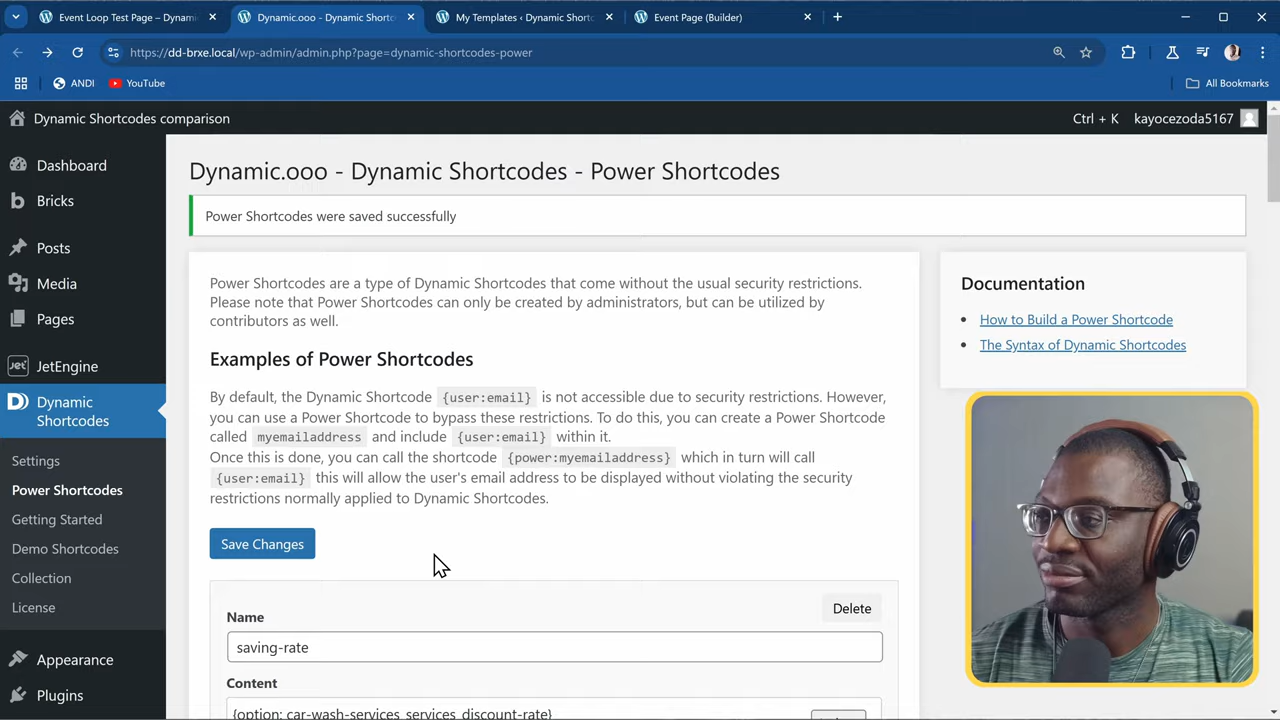 Event Loop Test Page – Dynami
Dynamic.ooo - Dynamic Shortc
My Templates ‹ Dynamic Shortc
Event Page (Builder)
https://dd-brxe.local/wp-admin/admin.php?page=dynamic-shortcodes-power
ANDI
YouTube
All Bookmarks
Dynamic Shortcodes comparison
Ctrl + K
kayocezoda5167
Dashboard
Bricks
Posts
Media
Pages
JetEngine
Dynamic
Shortcodes
Settings
Power Shortcodes
Getting Started
Demo Shortcodes
Collection
License
Appearance
Plugins
Dynamic.ooo - Dynamic Shortcodes - Power Shortcodes
Power Shortcodes were saved successfully
Power Shortcodes are a type of Dynamic Shortcodes that come without the usual security restrictions.
Please note that Power Shortcodes can only be created by administrators, but can be utilized by
contributors as well.
Examples of Power Shortcodes
By default, the Dynamic Shortcode {user:email} is not accessible due to security restrictions. However,
you can use a Power Shortcode to bypass these restrictions. To do this, you can create a Power Shortcode
called myemailaddress and include {user:email} within it.
Once this is done, you can call the shortcode {power:myemailaddress} which in turn will call
{user:email} this will allow the user's email address to be displayed without violating the security
restrictions normally applied to Dynamic Shortcodes.
Save Changes
Delete
Name
saving-rate
Content
{option: car-wash-services_services_discount-rate}
Documentation
How to Build a Power Shortcode
The Syntax of Dynamic Shortcodes